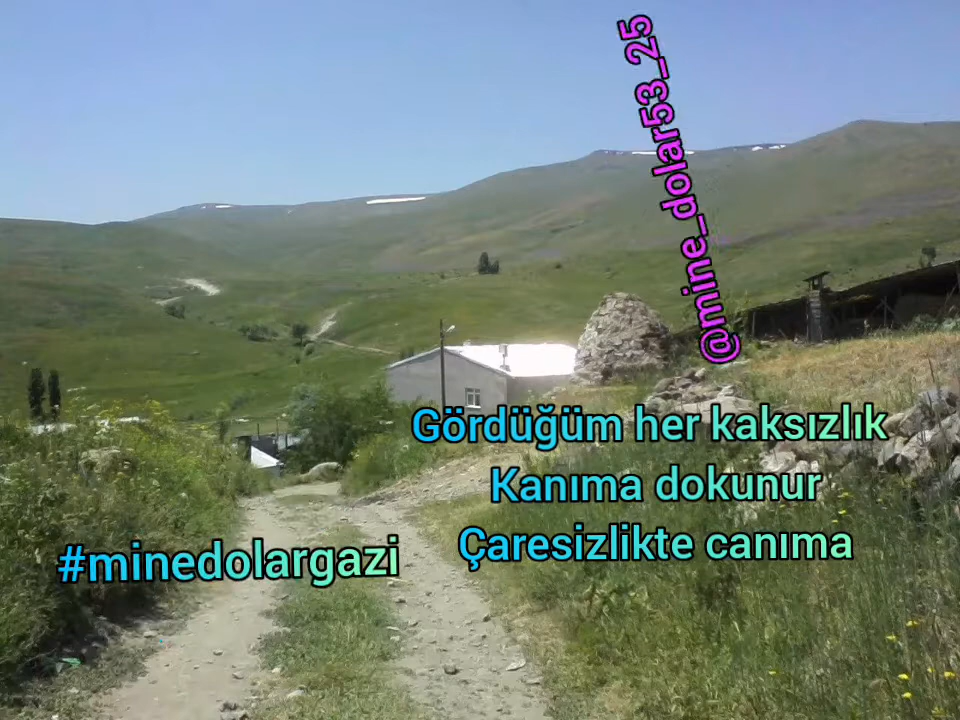 @mine_dolar53_25
Gördüğüm her kaksızlık
Kanıma dokunur
Çaresizlikte canıma
#minedolargazi